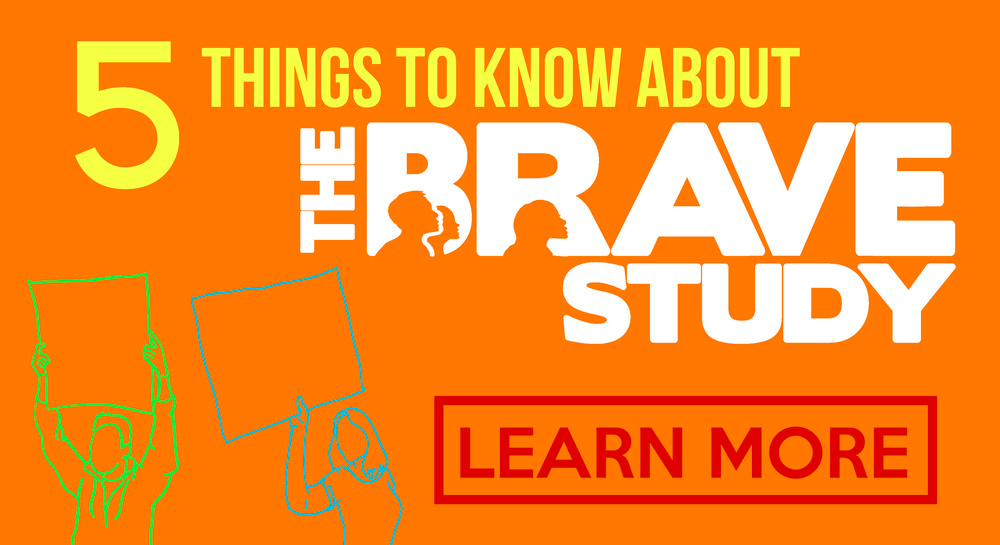 5 THINGS TO KNOW ABOUT
THE BRAVE
STUDY
LEARN MORE